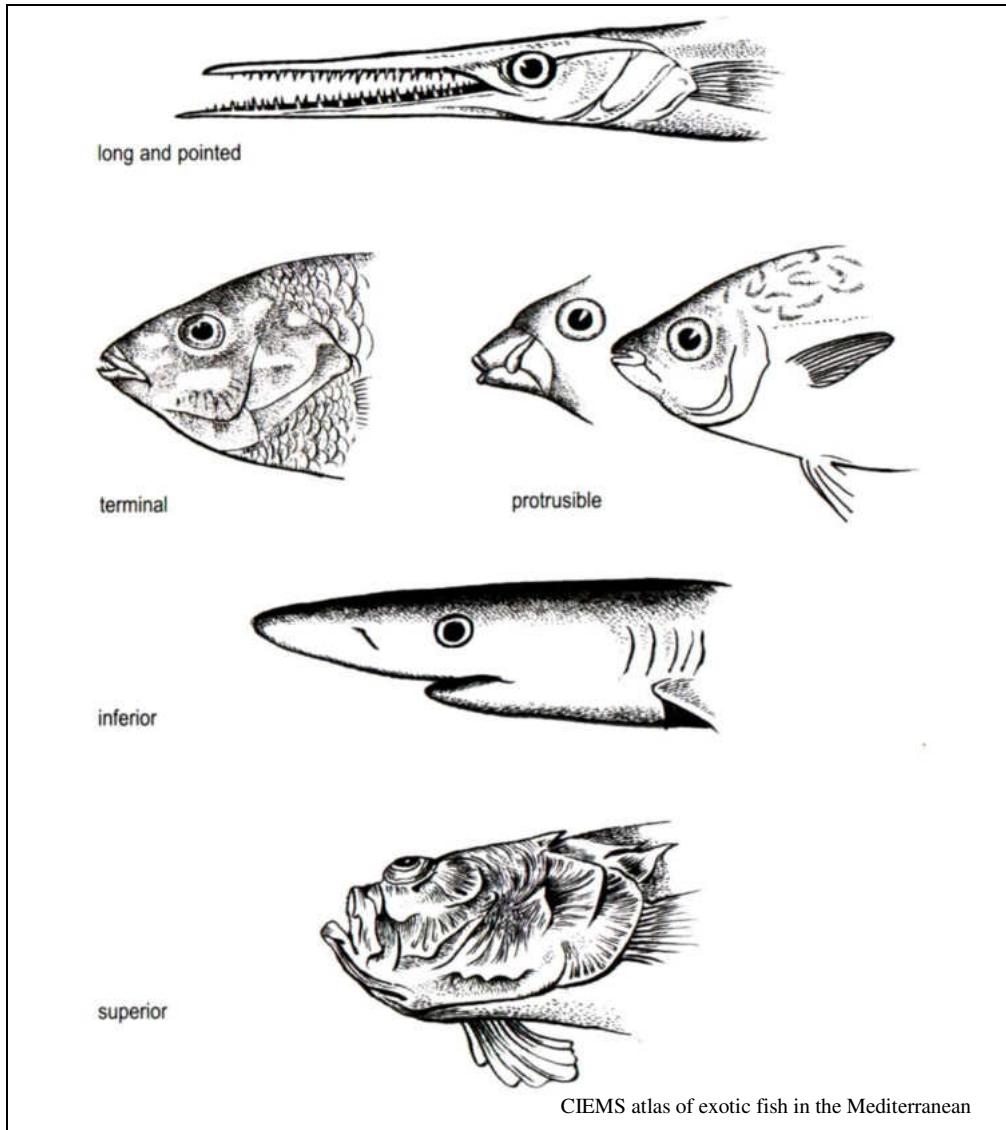 long and pointed
terminal
protrusible
inferior
superior
CIEMS atlas of exotic fish in the Mediterranean